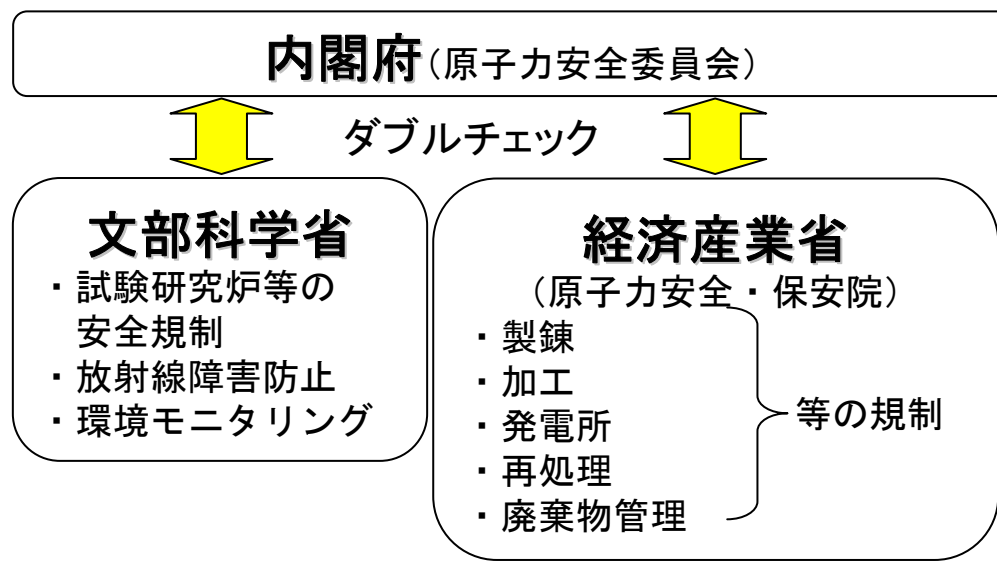 内閣府(原子力安全委員会)
ダブルチェック
文部科学省
・試験研究炉等の
安全規制
・放射線障害防止
・環境モニタリング
経済産業省
(原子力安全・保安院)
・製錬
・加工
・発電所
・再処理
・廃棄物管理
等の規制